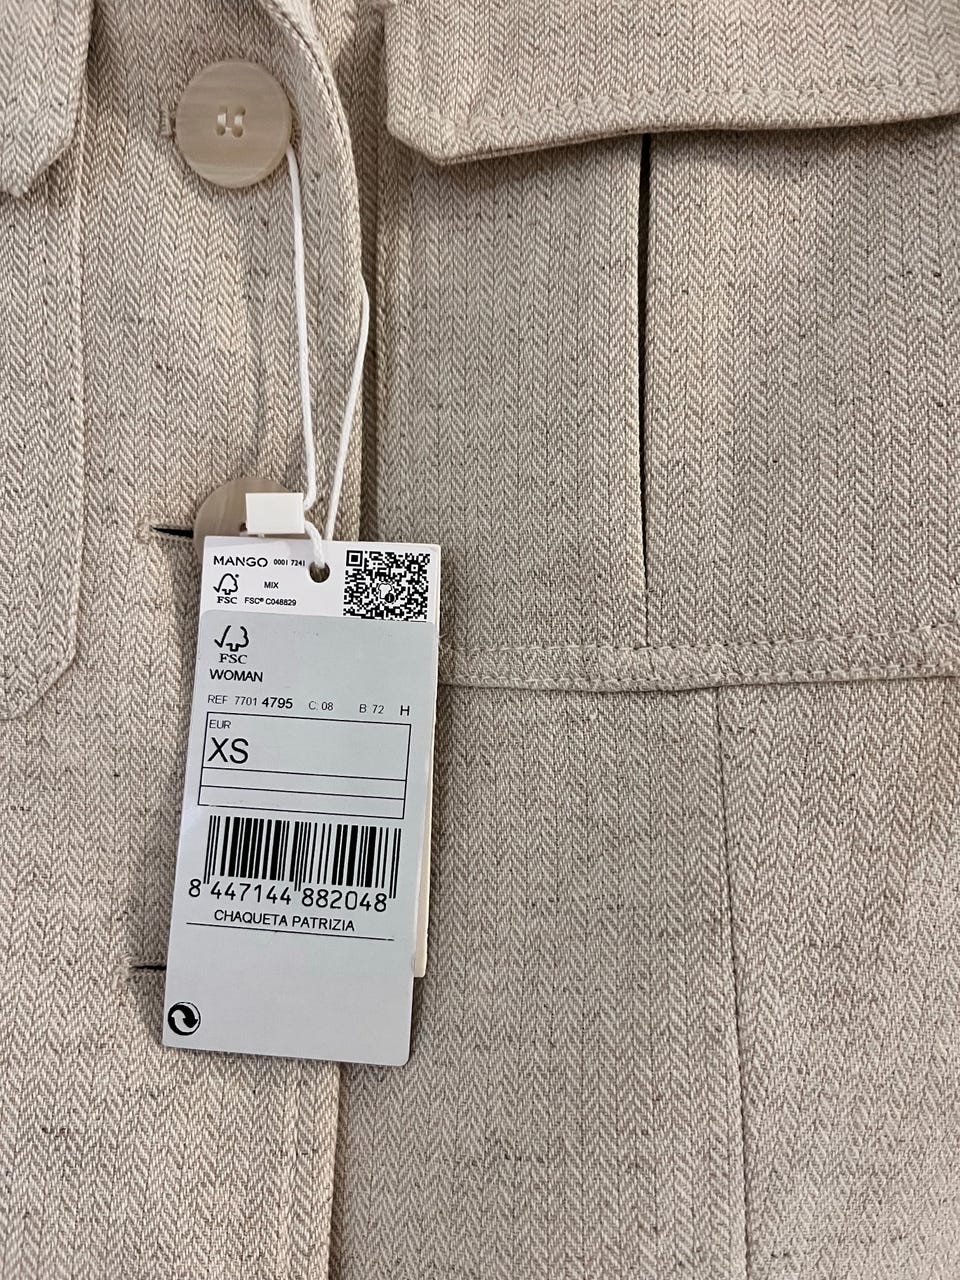 MANGO 0001 7241
MIX
FSC FSC® C048829
FSC
WOMAN
REF 7701 4795 C: 08 B 72 H
EUR
XS
8 447144 882048
CHAQUETA PATRIZIA